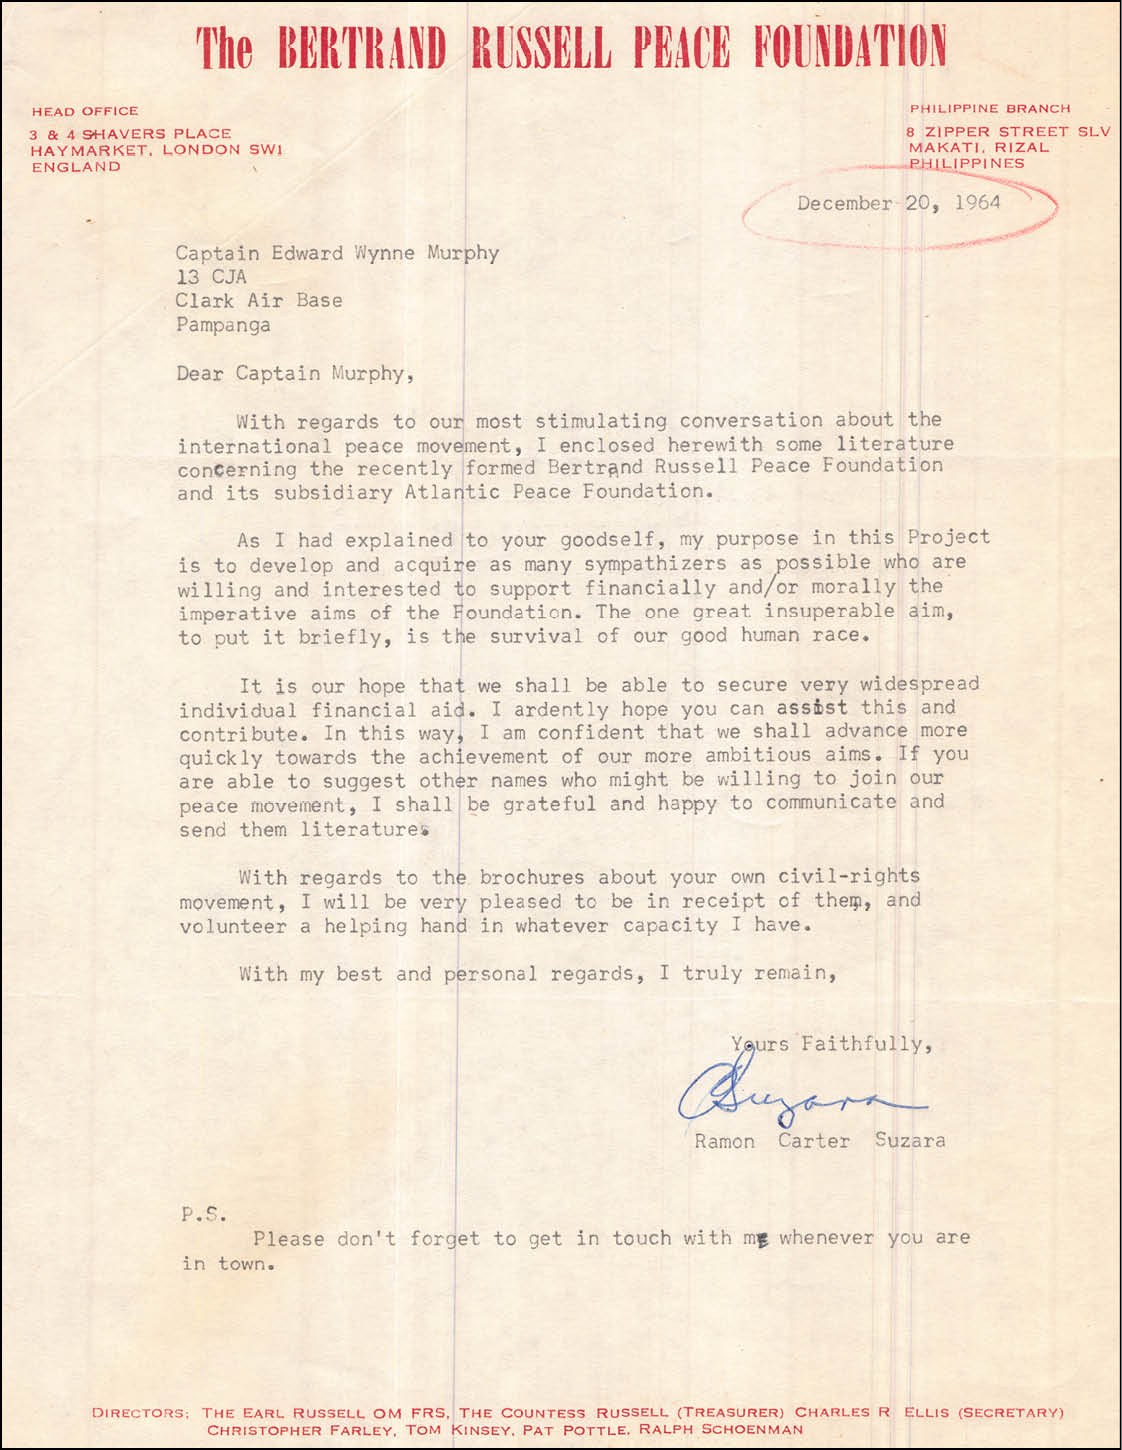 The BERTRAND RUSSELL PEACE FOUNDATION
HEAD OFFICE
3 & 4 SHAVERS PLACE
HAYMARKET, LONDON SW1
ENGLAND
PHILIPPINE BRANCH
8 ZIPPER STREET SLV
MAKATI, RIZAL
PHILIPPINES
December 20, 1964
Captain Edward Wynne Murphy
13 CJA
Clark Air Base
Pampanga
Dear Captain Murphy,
With regards to our most stimulating conversation about the
international peace movement, I enclosed herewith some literature
concerning the recently formed Bertrand Russell Peace Foundation
and its subsidiary Atlantic Peace Foundation.
As I had explained to your goodself, my purpose in this Project
is to develop and acquire as many sympathizers as possible who are
willing and interested to support financially and/or morally the
imperative aims of the Foundation. The one great insuperable aim,
to put it briefly, is the survival of our good human race.
It is our hope that we shall be able to secure very widespread
individual financial aid. I ardently hope you can assist this and
contribute. In this way, I am confident that we shall advance more
quickly towards the achievement of our more ambitious aims. If you
are able to suggest other names who might be willing to join our
peace movement, I shall be grateful and happy to communicate and
send them literature.
With regards to the brochures about your own civil-rights
movement, I will be very pleased to be in receipt of them, and
volunteer a helping hand in whatever capacity I have.
With my best and personal regards, I truly remain,
Yours Faithfully,
CSuzara
Ramon Carter Suzara
P.S.
Please don't forget to get in touch with me whenever you are
in town.
DIRECTORS; THE EARL RUSSELL OM FRS, THE COUNTESS RUSSELL (TREASURER) CHARLES R ELLIS (SECRETARY)
CHRISTOPHER FARLEY, TOM KINSEY, PAT POTTLE, RALPH SCHOENMAN